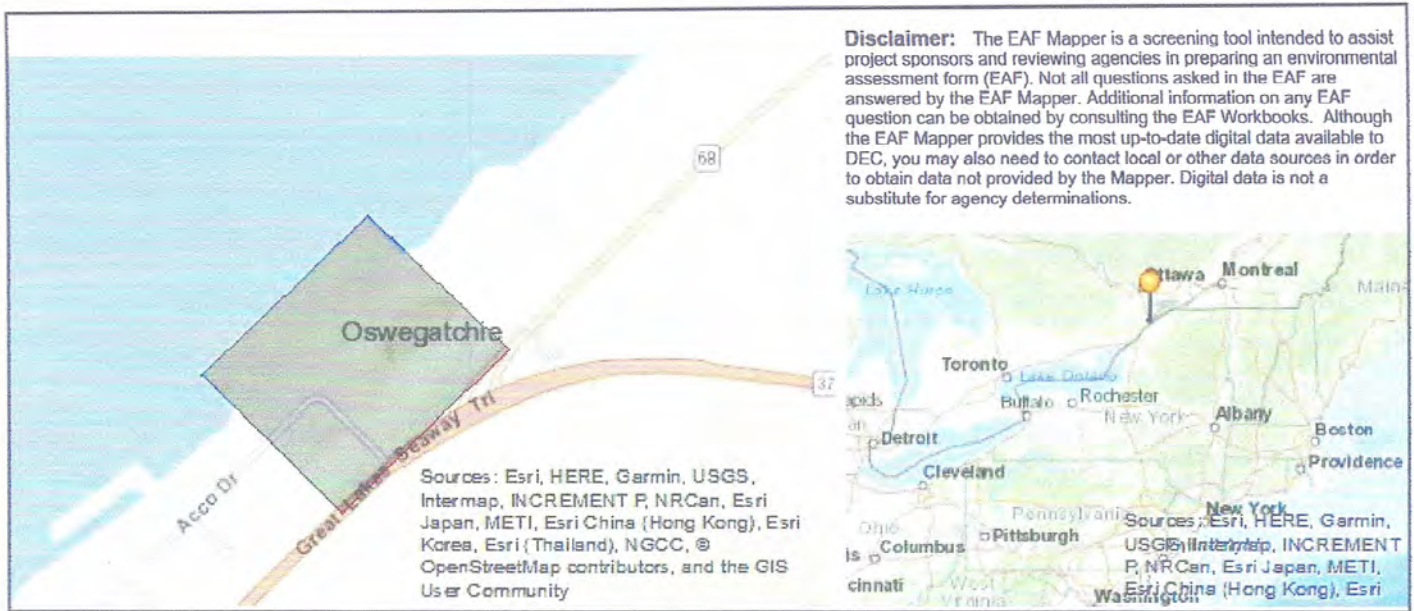 Disclaimer: The EAF Mapper is a screening tool intended to assist
project sponsors and reviewing agencies in preparing an environmental
assessment form (EAF). Not all questions asked in the EAF are
answered by the EAF Mapper. Additional information on any EAF
question can be obtained by consulting the EAF Workbooks. Although
the EAF Mapper provides the most up-to-date digital data available to
DEC, you may also need to contact local or other data sources in order
to obtain data not provided by the Mapper. Digital data is not a
substitute for agency determinations.
68
Oswegatchie
37
Great Lakes Seaway Trl
Acco Dr
Sources: Esri, HERE, Garmin, USGS,
Intermap, INCREMENT P, NRCan, Esri
Japan, METI, Esri China (Hong Kong), Esri
Korea, Esri (Thailand), NGCC, ©
OpenStreetMap contributors, and the GIS
User Community
Ottawa
Montreal
Lake Huron
Toronto
Lake Ontario
apids
Buffalo
Rochester
New York
Albany
Detroit
Boston
Providence
Cleveland
New York
Pennsylvania
Ohio
Pittsburgh
Columbus
is
cinnati
West
Virginia
Washington
Sources: Esri, HERE, Garmin,
USGS, Intermap, INCREMENT
P, NRCan, Esri Japan, METI,
Esri China (Hong Kong), Esri